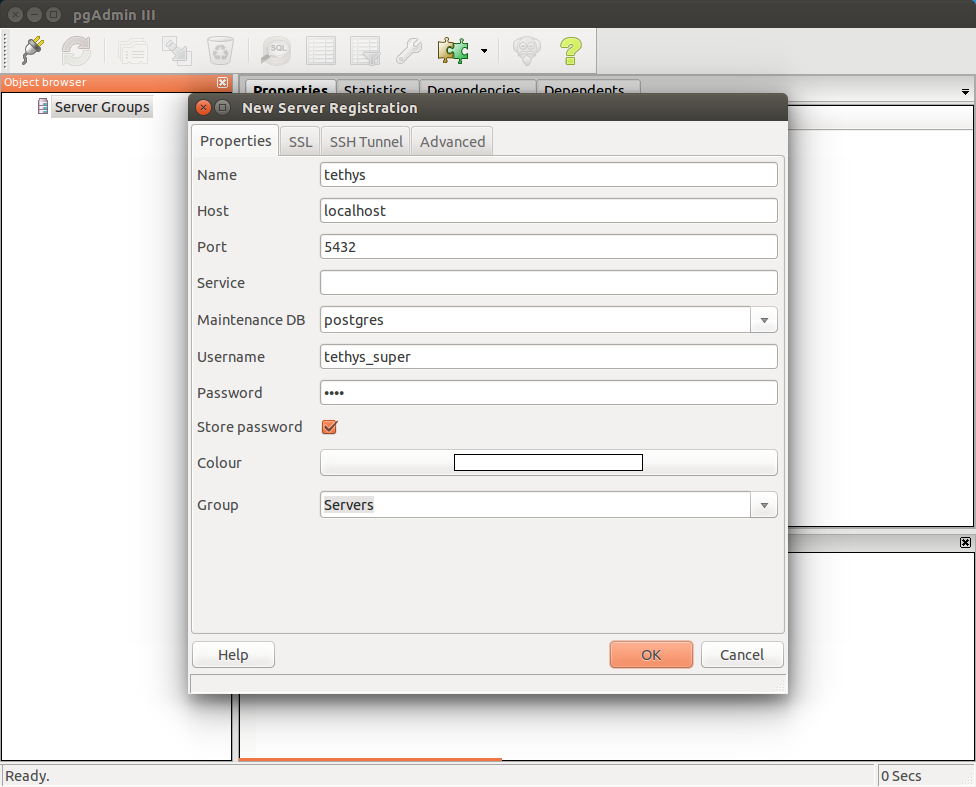 pgAdmin III
SQL
Object browser
Properties Statistics Dependencies Dependents
Server Groups
New Server Registration
Properties SSL SSH Tunnel Advanced
Name tethys
Host localhost
Port 5432
Service
Maintenance DB postgres
Username tethys_super
Password ••••
Store password
Colour
Group Servers
Help OK Cancel
Ready. 0 Secs